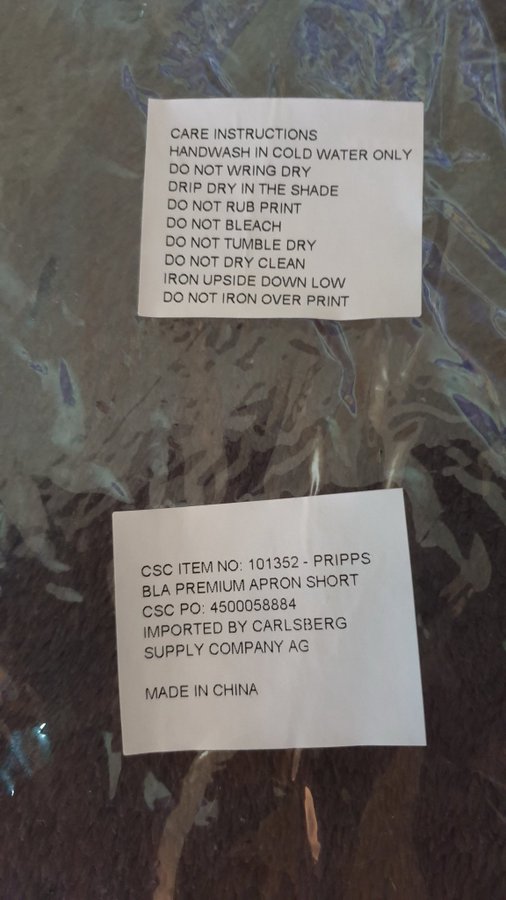 CARE INSTRUCTIONS
HANDWASH IN COLD WATER ONLY
DO NOT WRING DRY
DRIP DRY IN THE SHADE
DO NOT RUB PRINT
DO NOT BLEACH
DO NOT TUMBLE DRY
DO NOT DRY CLEAN
IRON UPSIDE DOWN LOW
DO NOT IRON OVER PRINT
CSC ITEM NO: 101352 - PRIPPS
BLA PREMIUM APRON SHORT
CSC PO: 4500058884
IMPORTED BY CARLSBERG
SUPPLY COMPANY AG
MADE IN CHINA